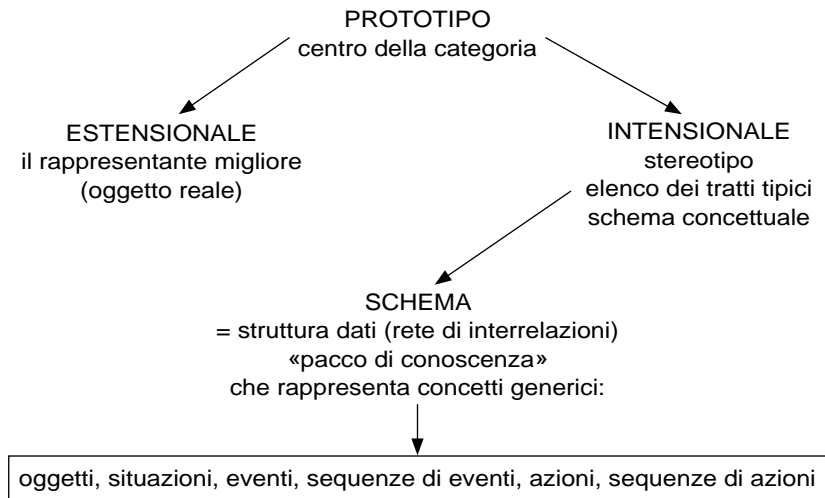 PROTOTIPO
centro della categoria
ESTENSIONALE
il rappresentante migliore
(oggetto reale)
INTENSIONALE
stereotipo
elenco dei tratti tipici
schema concettuale
SCHEMA
= struttura dati (rete di interrelazioni)
«pacco di conoscenza»
che rappresenta concetti generici:
oggetti, situazioni, eventi, sequenze di eventi, azioni, sequenze di azioni